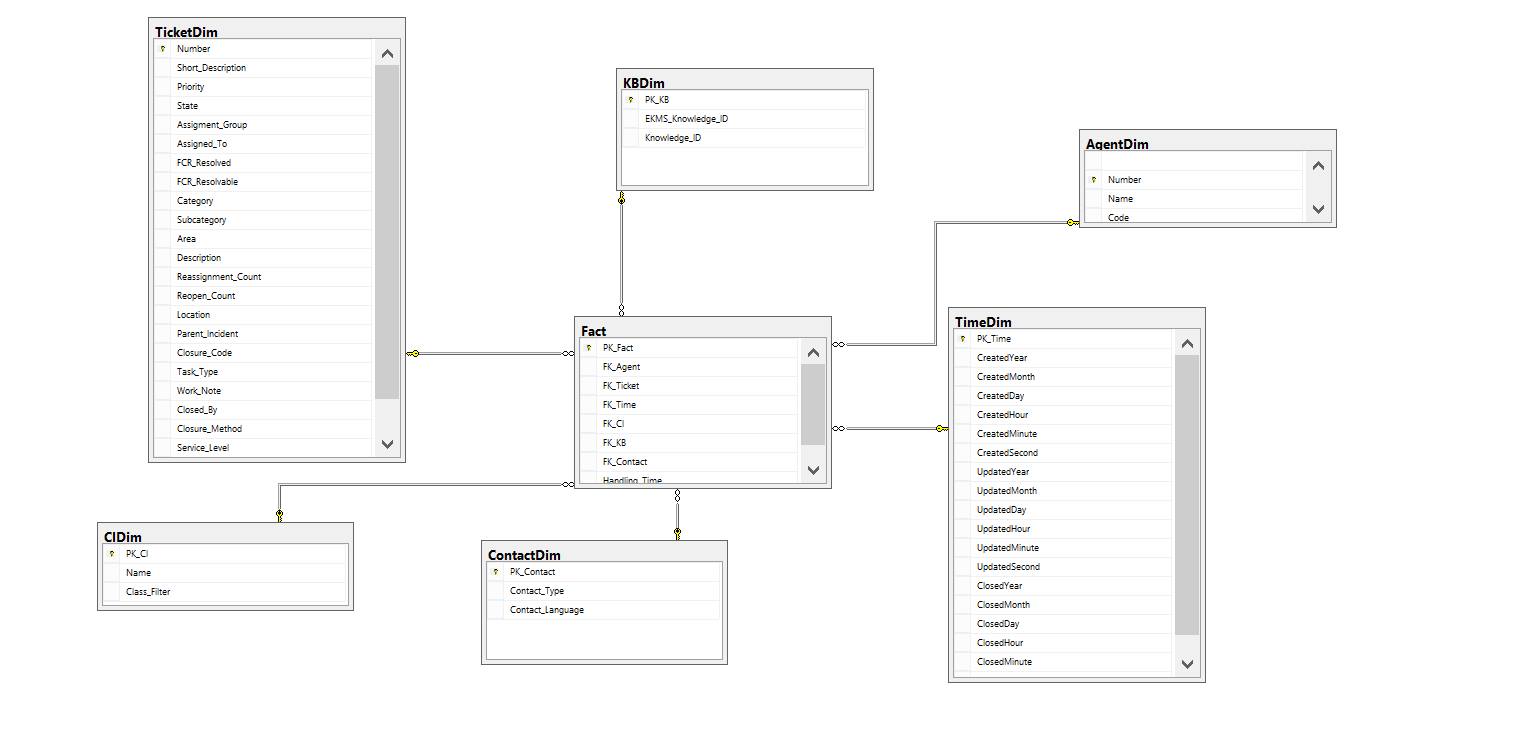 TicketDim
Number
Short_Description
Priority
State
Assigment_Group
Assigned_To
FCR_Resolved
FCR_Resolvable
Category
Subcategory
Area
Description
Reassignment_Count
Reopen_Count
Location
Parent_Incident
Closure_Code
Task_Type
Work_Note
Closed_By
Closure_Method
Service_Level
KBDim
PK_KB
EKMS_Knowledge_ID
Knowledge_ID
AgentDim
Number
Name
Code
Fact
PK_Fact
FK_Agent
FK_Ticket
FK_Time
FK_CI
FK_KB
FK_Contact
Handling_Time
TimeDim
PK_Time
CreatedYear
CreatedMonth
CreatedDay
CreatedHour
CreatedMinute
CreatedSecond
UpdatedYear
UpdatedMonth
UpdatedDay
UpdatedHour
UpdatedMinute
UpdatedSecond
ClosedYear
ClosedMonth
ClosedDay
ClosedHour
ClosedMinute
CIDim
PK_CI
Name
Class_Filter
ContactDim
PK_Contact
Contact_Type
Contact_Language